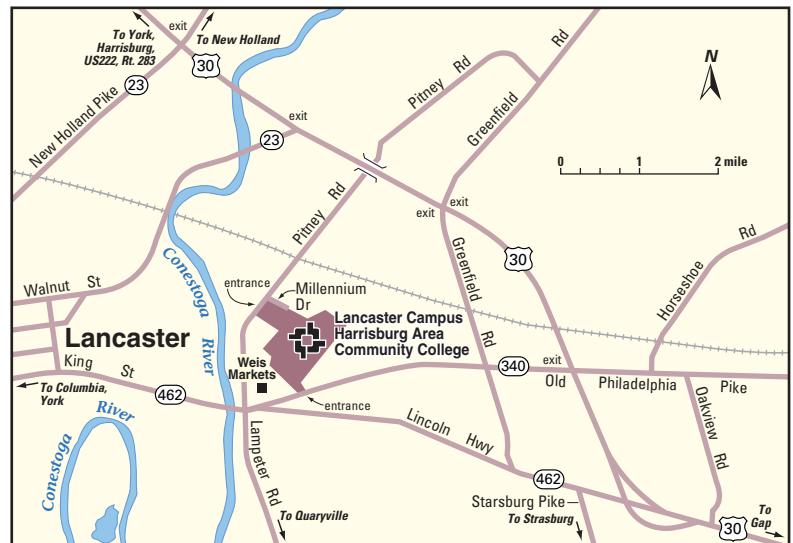 exit
To York,
Harrisburg,
US222, Rt. 283
To New Holland
30
23
New Holland Pike
exit
23
Pitney Rd
Greenfield Rd
N
0 1 2 mile
Pitney Rd
exit
exit
30
Greenfield Rd
Horseshoe Rd
Conestoga
River
Walnut St
entrance
Millennium
Dr
Lancaster Campus
Harrisburg Area
Community College
Lancaster
King St
Weis
Markets
340
exit
Old Philadelphia Pike
To Columbia,
York
462
entrance
Conestoga River
Lampeter Rd
Lincoln Hwy
Oakview Rd
462
Starsburg Pike
To Strasburg
To Quaryville
30
To
Gap